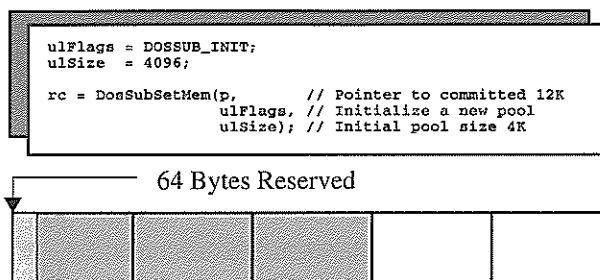 ulFlags = DOSSUB_INIT;
ulSize = 4096;
rc = DosSubSetMem(p, // Pointer to committed 12K
ulFlags, // Initialize a new pool
ulSize); // Initial pool size 4K
64 Bytes Reserved